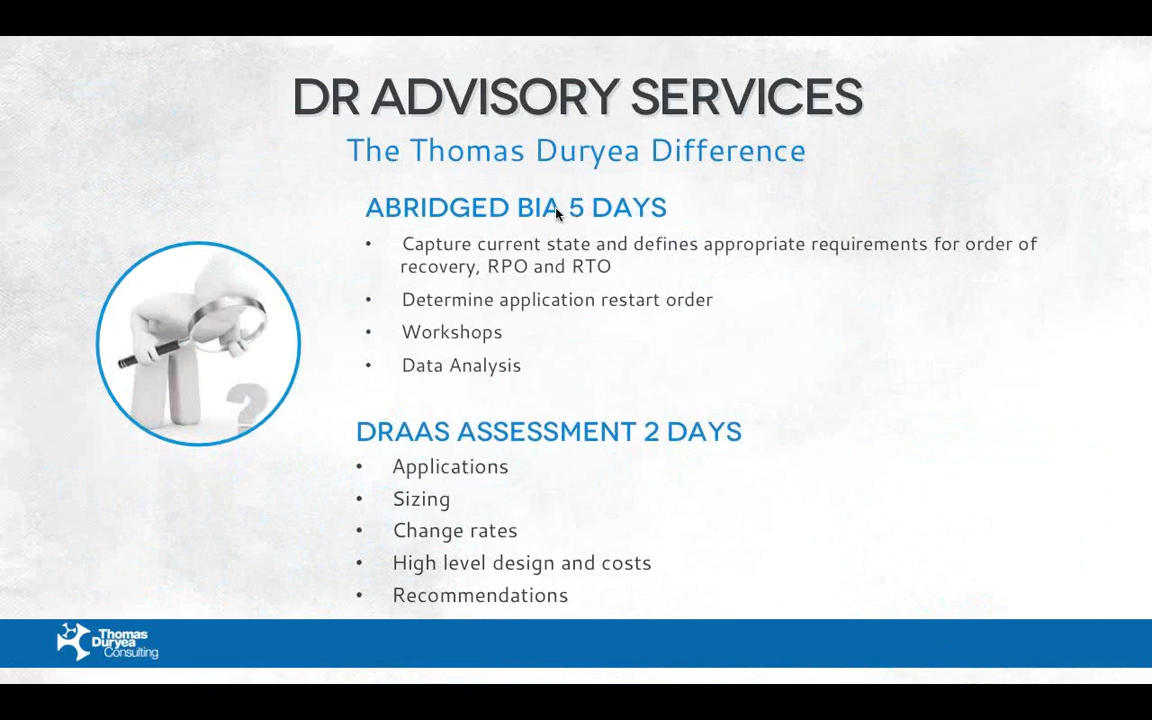 DR ADVISORY SERVICES
The Thomas Duryea Difference
ABRIDGED BIA 5 DAYS
• Capture current state and defines appropriate requirements for order of
recovery, RPO and RTO
• Determine application restart order
• Workshops
• Data Analysis
DRAAS ASSESSMENT 2 DAYS
• Applications
• Sizing
• Change rates
• High level design and costs
• Recommendations
Thomas
Duryea
Consulting